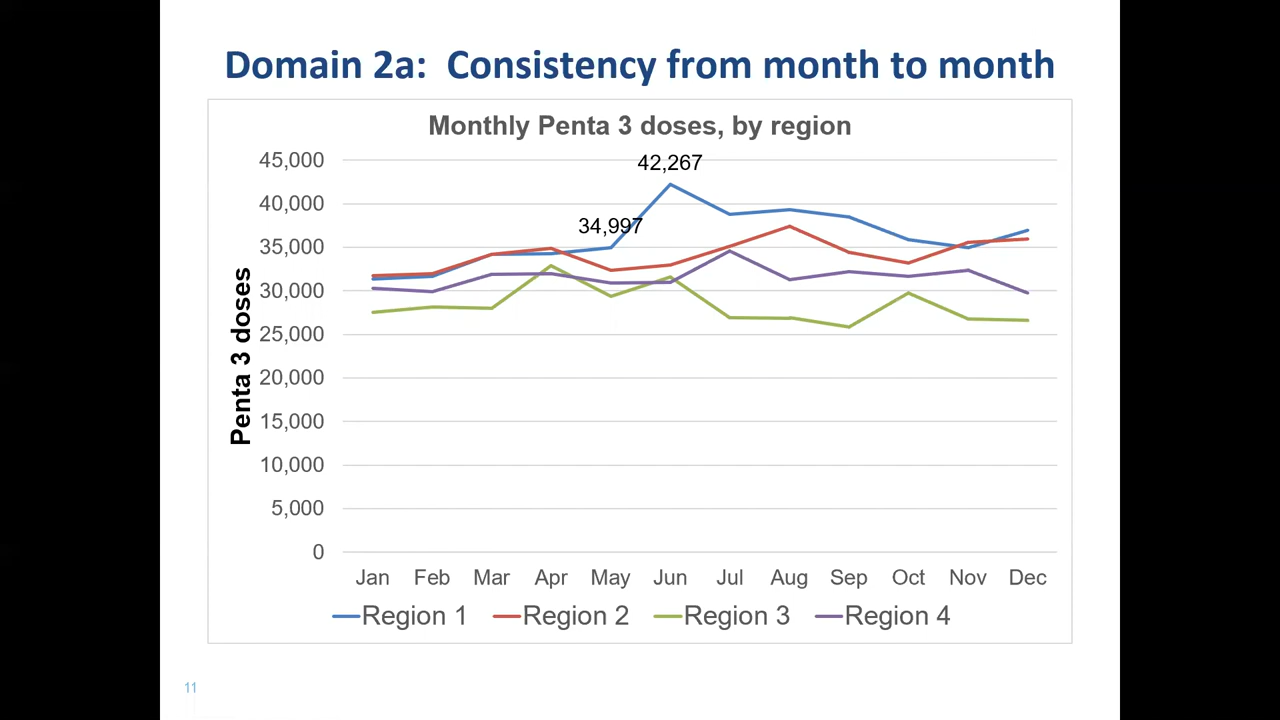 Domain 2a:  Consistency from month to month
Monthly Penta 3 doses, by region
Penta 3 doses
45,000
40,000
35,000
30,000
25,000
20,000
15,000
10,000
5,000
0
42,267
34,997
Jan Feb Mar Apr May Jun Jul Aug Sep Oct Nov Dec
Region 1 Region 2 Region 3 Region 4
11